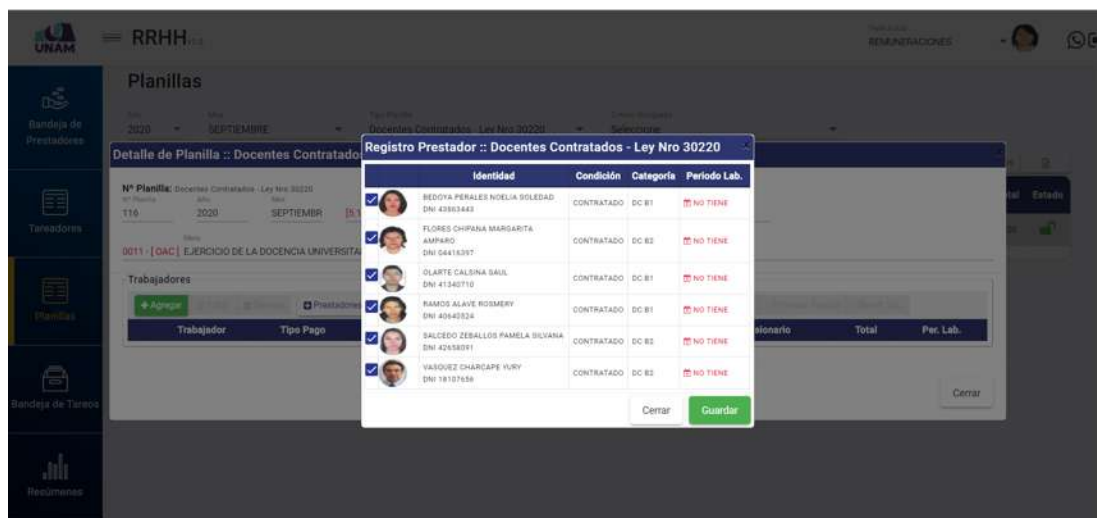 UNAM
RRHH
REMUNERACIONES
Planillas
2020 SEPTIEMBRE Docentes Contratados - Ley Nro 30220 Seleccione
Bandeja de
Prestadores
Tareadores
Planillas
Bandeja de Tareos
Resúmenes
Detalle de Planilla :: Docentes Contratado
Nº Planilla: Docentes Contratados - Ley Nro 30220
116 2020 SEPTIEMBR
0011 - [ OAC ] EJERCICIO DE LA DOCENCIA UNIVERSITA
Trabajadores
+ Agregar Prestadores
Trabajador Tipo Pago sionario Total Per. Lab.
Cerrar
tal Estado
Registro Prestador :: Docentes Contratados - Ley Nro 30220
Identidad Condición Categoría Periodo Lab.
BEDOYA PERALES NOELIA SOLEDAD
DNI 43863443
CONTRATADO DC B1 NO TIENE
FLORES CHIPANA MARGARITA
AMPARO
DNI 04416397
CONTRATADO DC B2 NO TIENE
OLARTE CALSINA SAUL
DNI 41340710
CONTRATADO DC B1 NO TIENE
RAMOS ALAVE ROSMERY
DNI 40645524
CONTRATADO DC B1 NO TIENE
SALCEDO ZEBALLOS PAMELA SILVANA
DNI 42658091
CONTRATADO DC B2 NO TIENE
VASQUEZ CHARCAPE YURY
DNI 18107656
CONTRATADO DC B2 NO TIENE
Cerrar Guardar